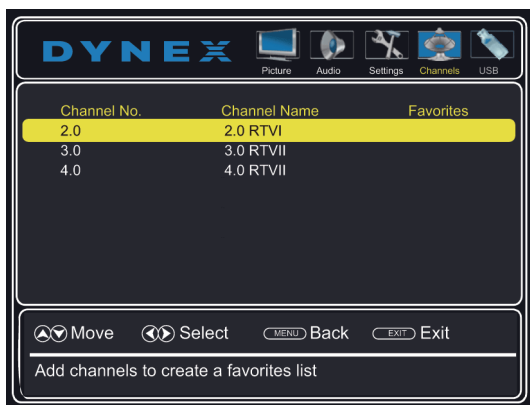 DYNEX
Picture Audio Settings Channels USB
Channel No. Channel Name Favorites
2.0 2.0 RTVI
3.0 3.0 RTVII
4.0 4.0 RTVII
Move Select MENU Back EXIT Exit
Add channels to create a favorites list